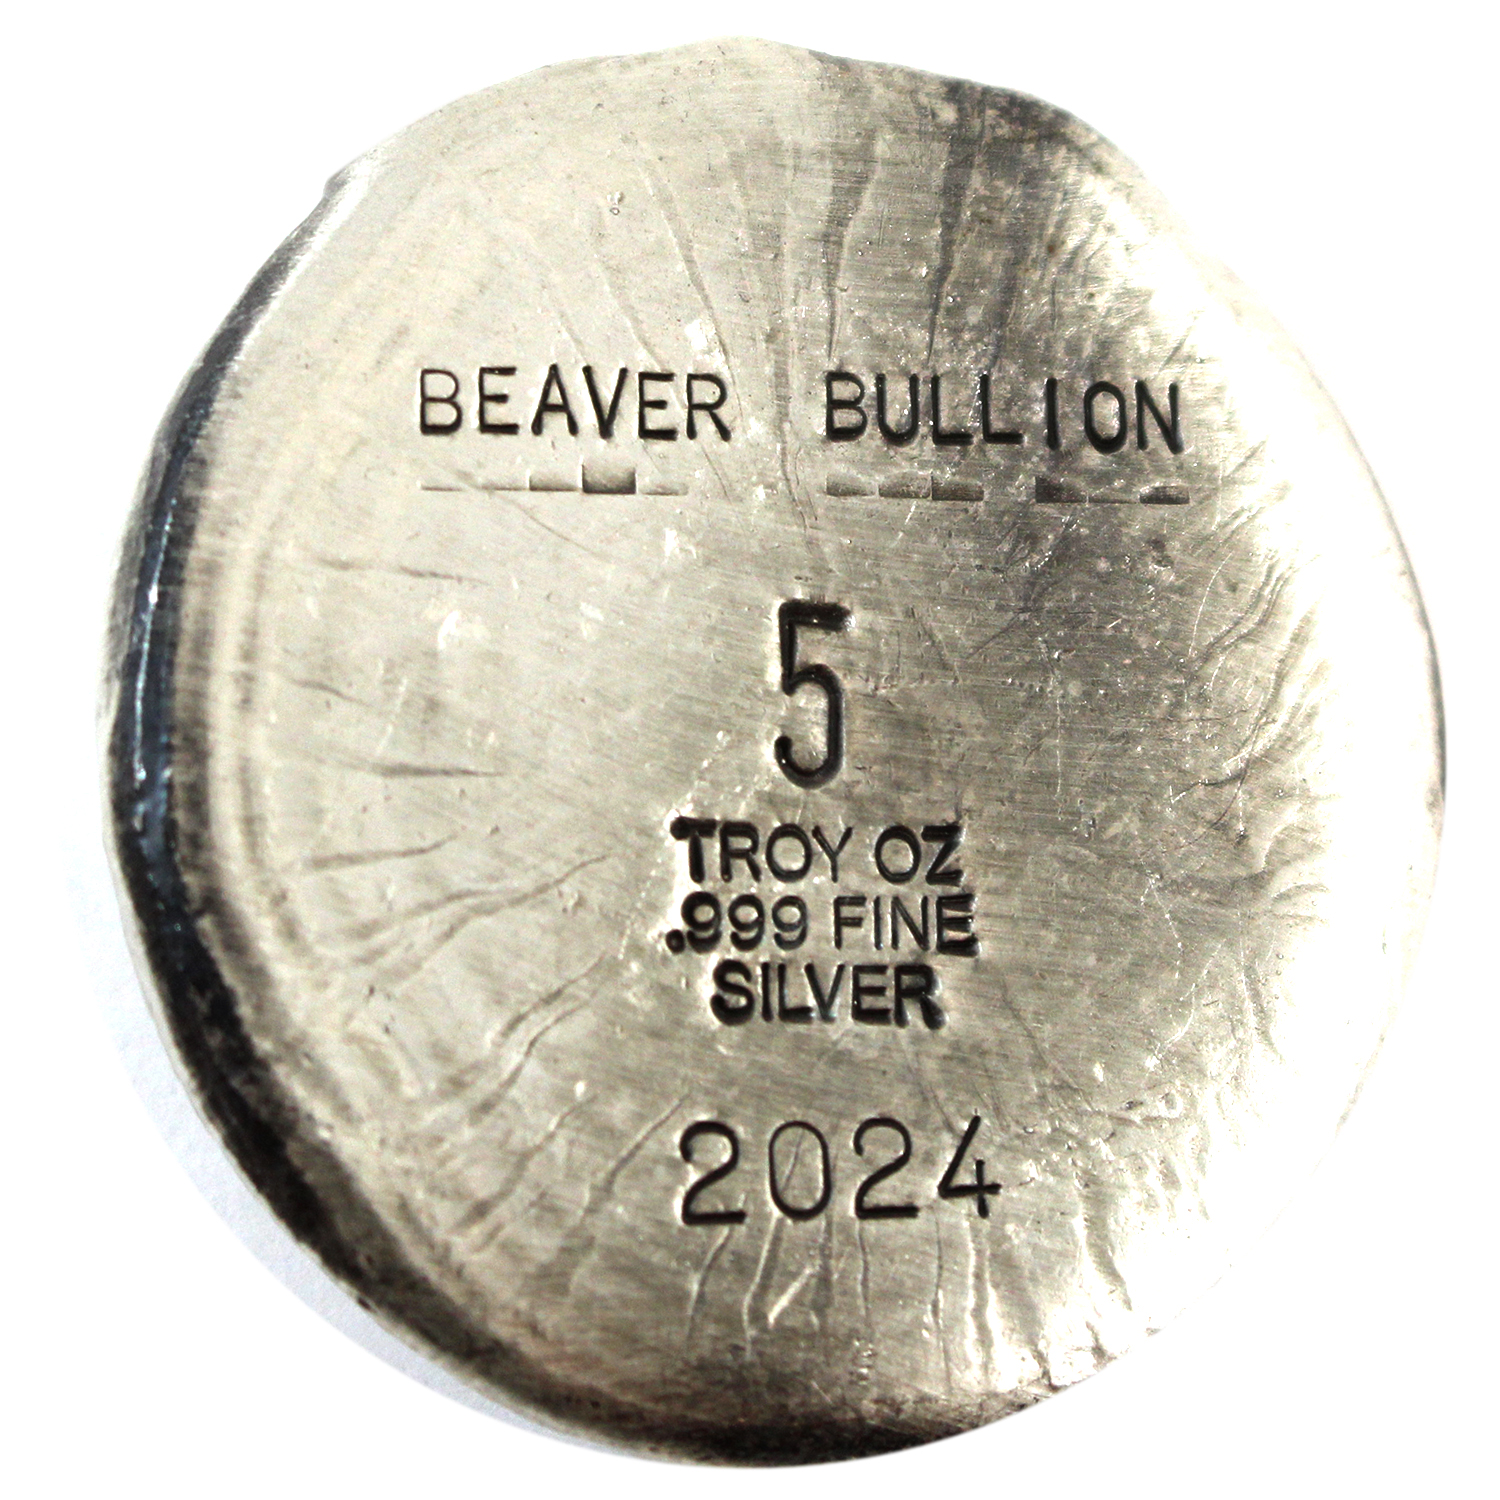 BEAVER BULLION
5
TROY OZ
.999 FINE
SILVER
2024